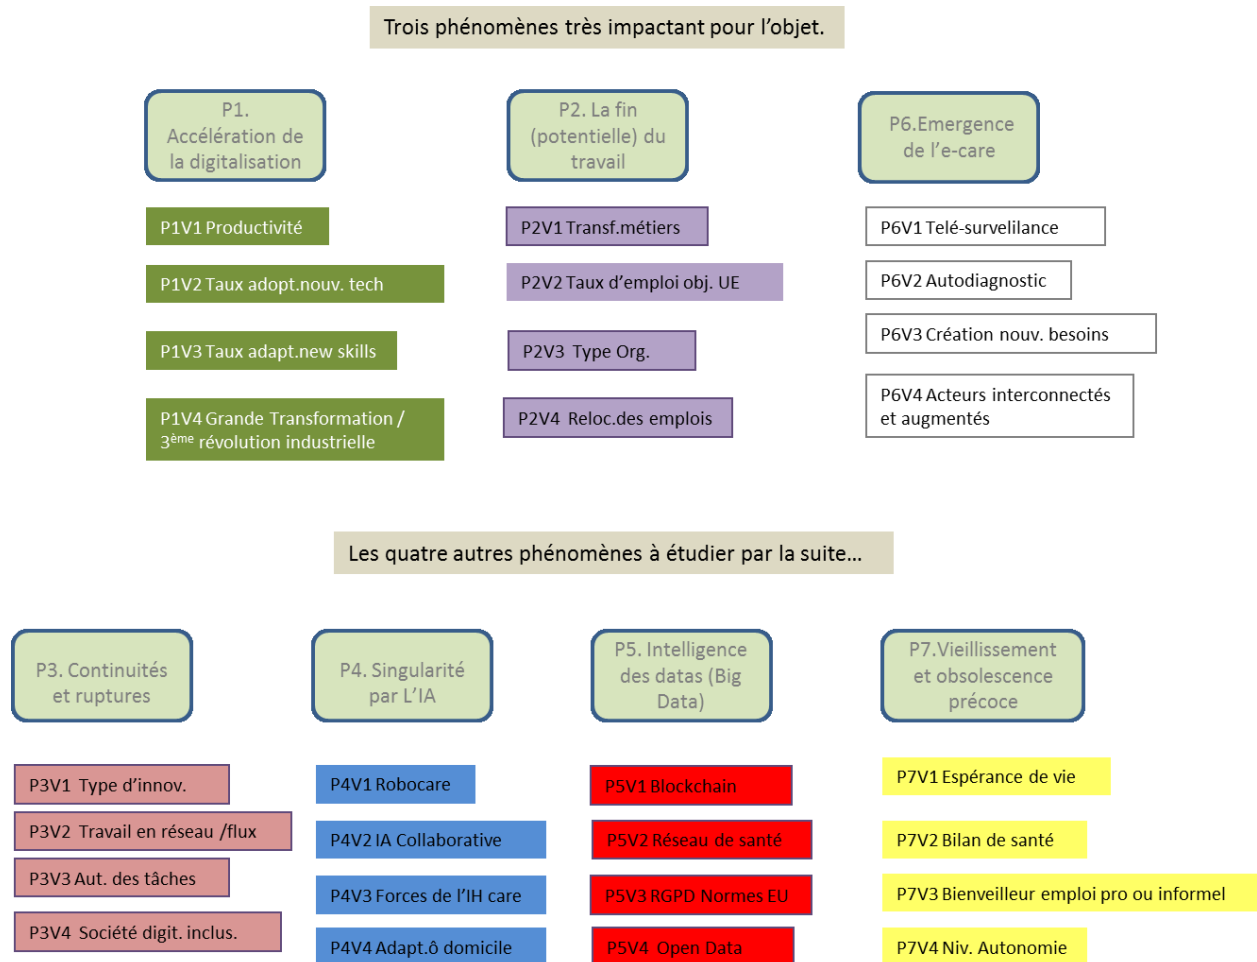 Trois phénomènes très impactant pour l’objet.
P1.
Accélération de
la digitalisation
P2. La fin
(potentielle) du
travail
P6.Emergence
de l’e-care
P1V1 Productivité
P2V1 Transf.métiers
P6V1 Telé-survelilance
P1V2 Taux adopt.nouv. tech
P2V2 Taux d’emploi obj. UE
P6V2 Autodiagnostic
P1V3 Taux adapt.new skills
P2V3 Type Org.
P6V3 Création nouv. besoins
P1V4 Grande Transformation /
3ème révolution industrielle
P2V4 Reloc.des emplois
P6V4 Acteurs interconnectés
et augmentés
Les quatre autres phénomènes à étudier par la suite…
P3. Continuités
et ruptures
P4. Singularité
par L’IA
P5. Intelligence
des datas (Big
Data)
P7.Vieillissement
et obsolescence
précoce
P3V1 Type d’innov.
P4V1 Robocare
P5V1 Blockchain
P7V1 Espérance de vie
P3V2 Travail en réseau /flux
P4V2 IA Collaborative
P5V2 Réseau de santé
P7V2 Bilan de santé
P3V3 Aut. des tâches
P4V3 Forces de l’IH care
P5V3 RGPD Normes EU
P7V3 Bienveilleur emploi pro ou informel
P3V4 Société digit. inclus.
P4V4 Adapt.ô domicile
P5V4 Open Data
P7V4 Niv. Autonomie